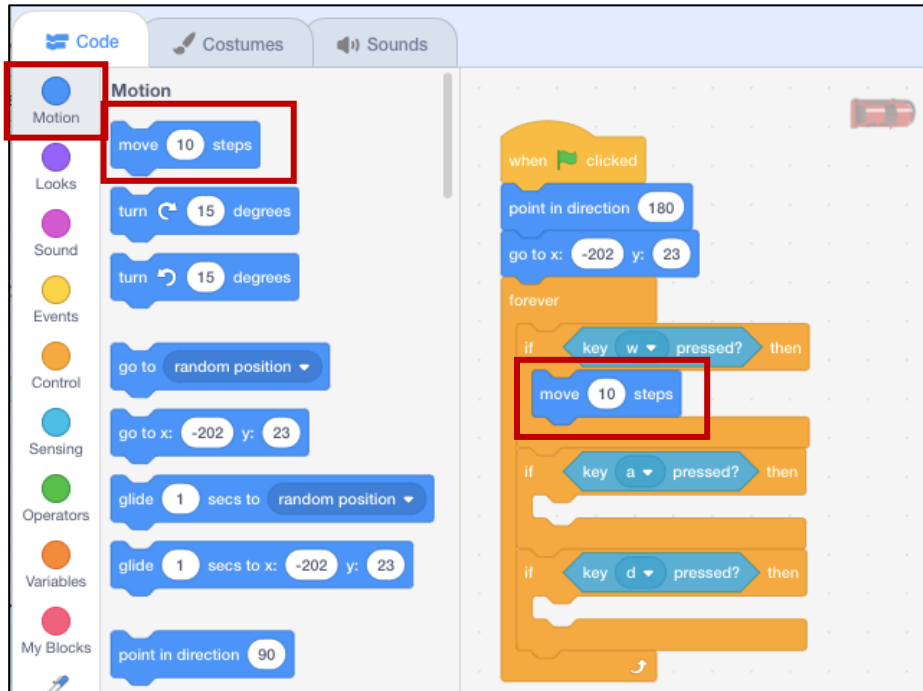 Code
Costumes
Sounds
Motion
Looks
Sound
Events
Control
Sensing
Operators
Variables
My Blocks
Motion
move 10 steps
turn 15 degrees
turn 15 degrees
go to random position
go to x: -202 y: 23
glide 1 secs to random position
glide 1 secs to x: -202 y: 23
point in direction 90
when clicked
point in direction 180
go to x: -202 y: 23
forever
if key w pressed? then
move 10 steps
if key a pressed? then
if key d pressed? then